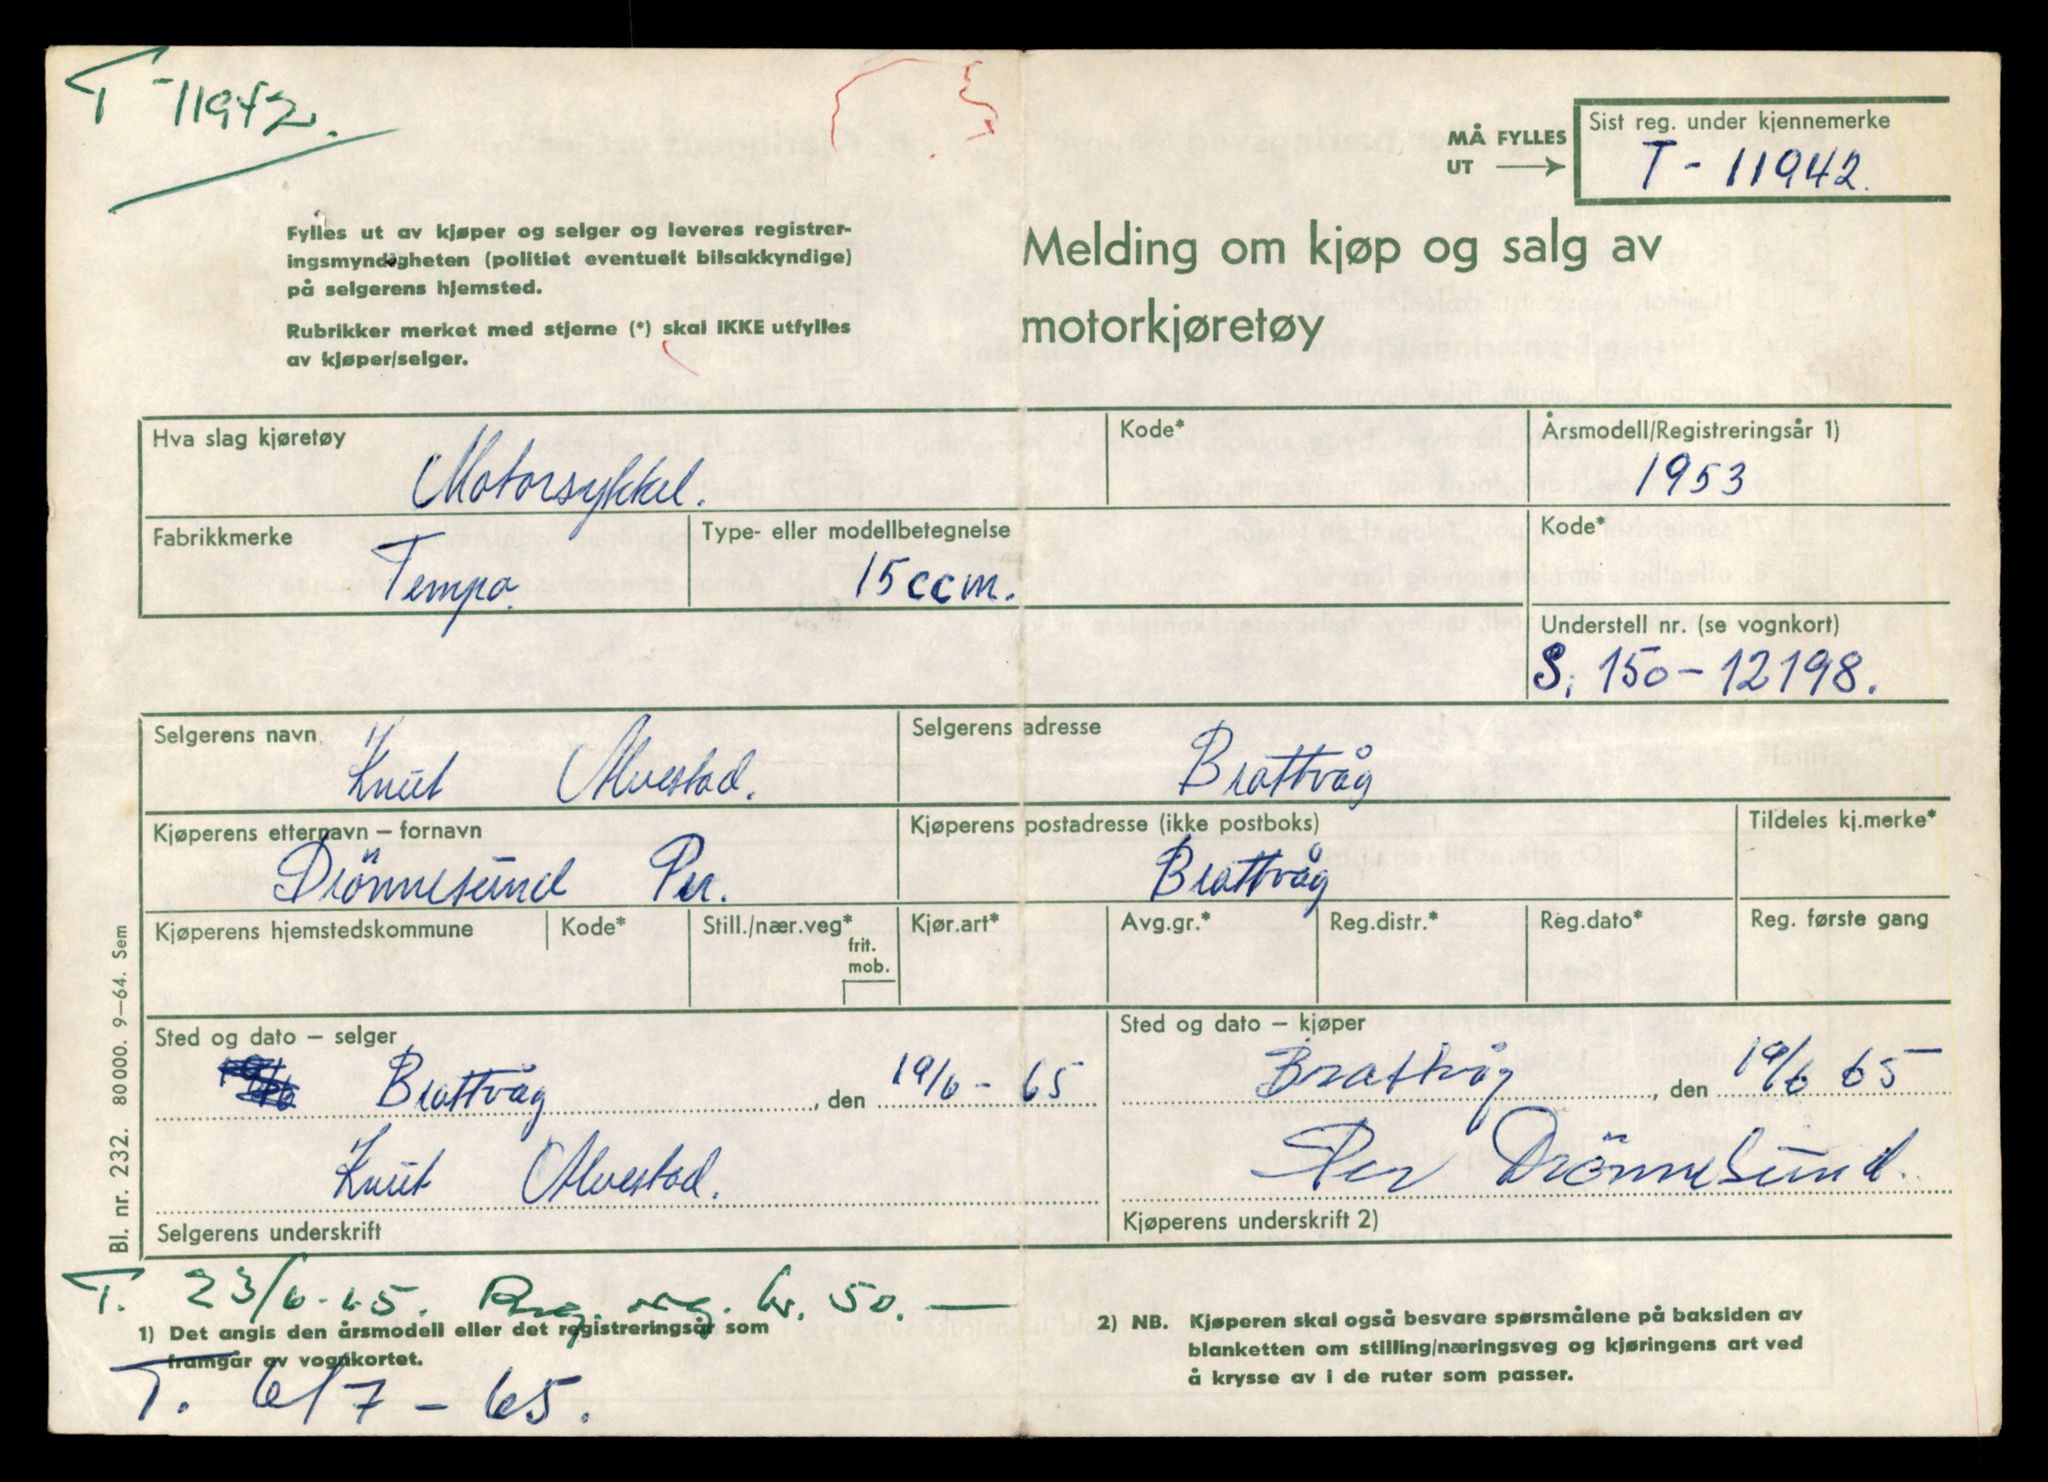 T-11942.
MÅ FYLLES UT
Sist reg. under kjennemerke
T - 11942.
Fylles ut av kjøper og selger og leveres registrer-
ingsmyndigheten (politiet eventuelt bilsakkyndige)
på selgerens hjemsted.
Rubrikker merket med stjerne (*) skal IKKE utfylles
av kjøper/selger.
Melding om kjøp og salg av
motorkjøretøy
Hva slag kjøretøy
Motorsykkel.
Kode*
Årsmodell/Registreringsår 1)
1953
Fabrikkmerke
Tempo.
Type- eller modellbetegnelse
15ccm.
Kode*
Understell nr. (se vognkort)
S. 150-12198.
Selgerens navn
Knut Alvestad.
Selgerens adresse
Brattvåg
Kjøperens etternavn – fornavn
Drönnesund Per.
Kjøperens postadresse (ikke postboks)
Brattvåg
Tildeles kj.merke*
Kjøperens hjemstedskommune
Kode*
Still./nær.veg*
frit.
mob.
Kjør.art*
Avg.gr.*
Reg.distr.*
Reg.dato*
Reg. første gang
Sted og dato – selger
Brattvåg, den 19/6 - 65
Knut Alvestad.
Selgerens underskrift
Sted og dato – kjøper
Brattvåg, den 19/6 65
Per Drönnesund.
Kjøperens underskrift 2)
Bl. nr. 232. 80 000. 9–64. Sem
T. 23/6-65. kr. 50.—
1) Det angis den årsmodell eller det registreringsår som
framgår av vognkortet.
T. 6/7-65.
2) NB. Kjøperen skal også besvare spørsmålene på baksiden av
blanketten om stilling/næringsveg og kjøringens art ved
å krysse av i de ruter som passer.